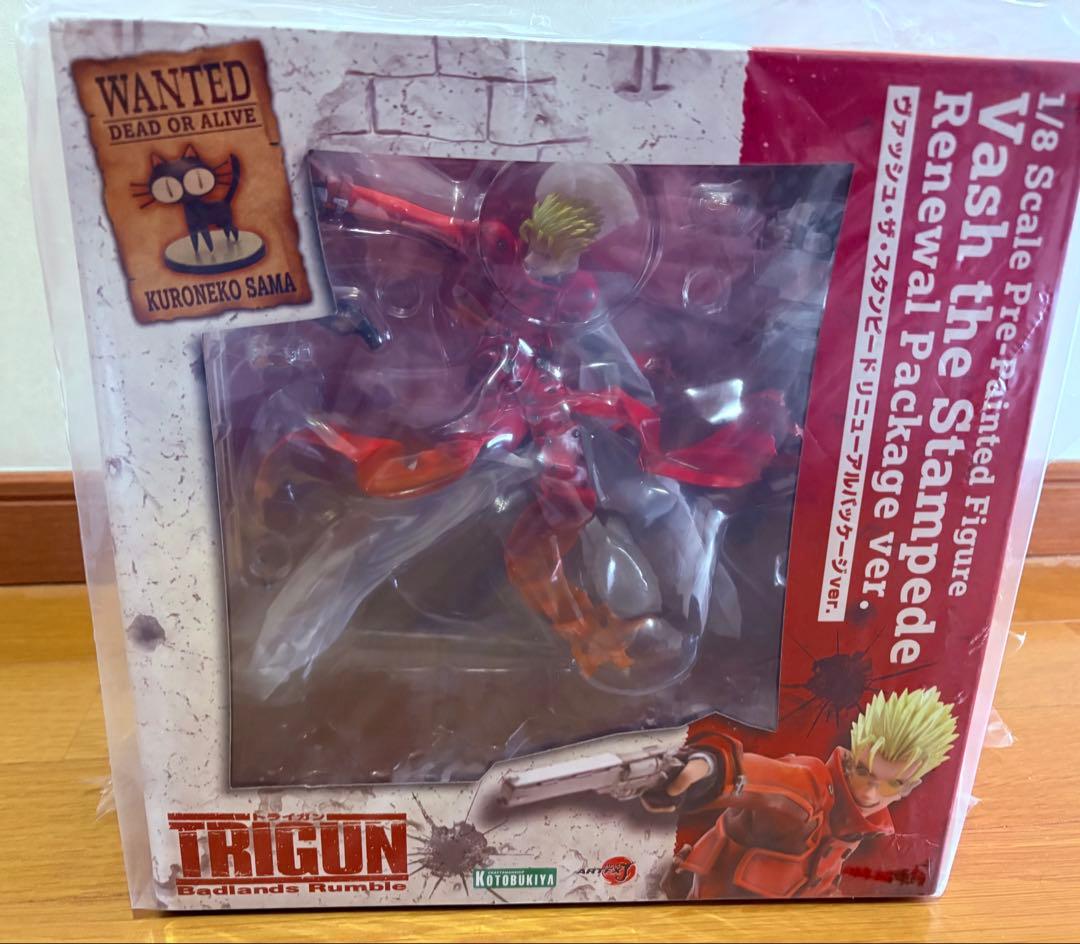 WANTED
DEAD OR ALIVE
KURONEKO SAMA
1/8 Scale Pre-Painted Figure
Vash the Stampede
Renewal Package ver.
ヴァッシュ・ザ・スタンピード リニューアルパッケージver.
トライガン
TRIGUN
Badlands Rumble
CRAFTSMANSHIP
KOTOBUKIYA
ARTFX J